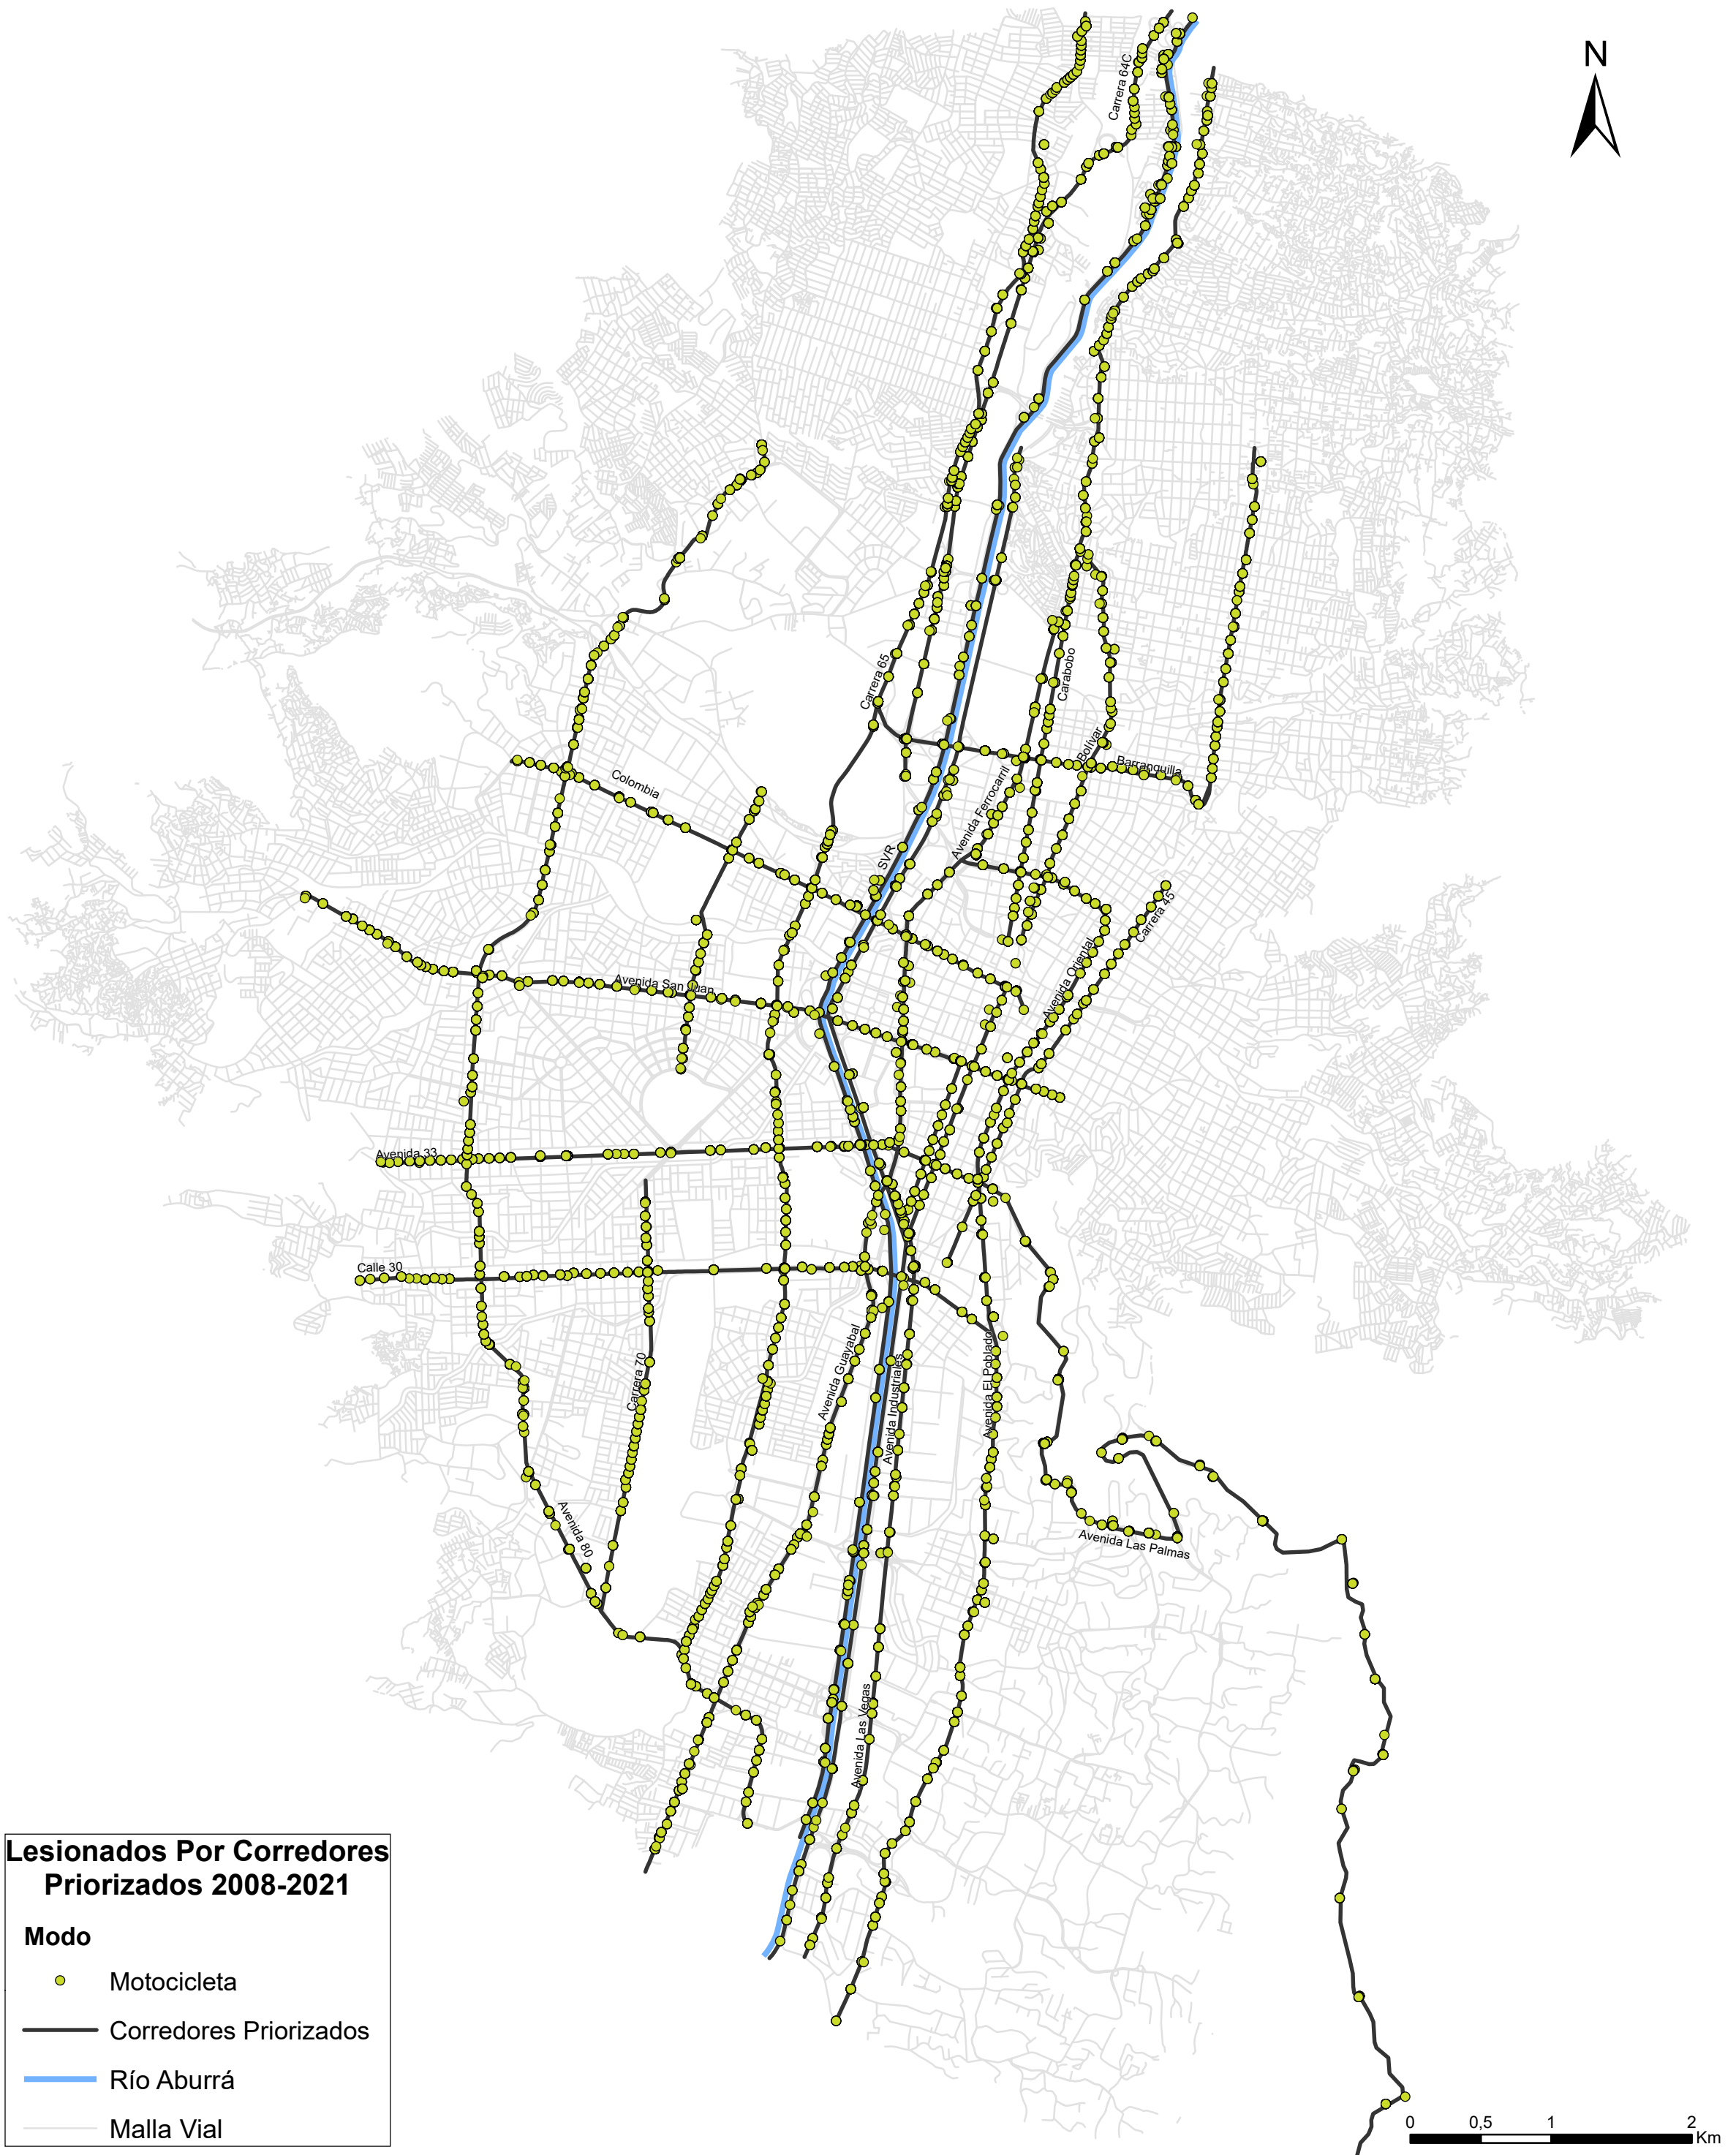 N
Carrera 64C
Carrera 65
Carabobo
Bolívar
Barranquilla
Colombia
Avenida Ferrocarril
SVR
Carrera 45
Avenida Oriental
Avenida San Juan
Avenida 33
Calle 30
Avenida Guayabal
Avenida Industriales
Avenida El Poblado
Carrera 70
Avenida 80
Avenida Las Palmas
Avenida Las Vegas
Lesionados Por Corredores
Priorizados 2008-2021
Modo
Motocicleta
Corredores Priorizados
Río Aburrá
Malla Vial
0 0,5 1 2
Km